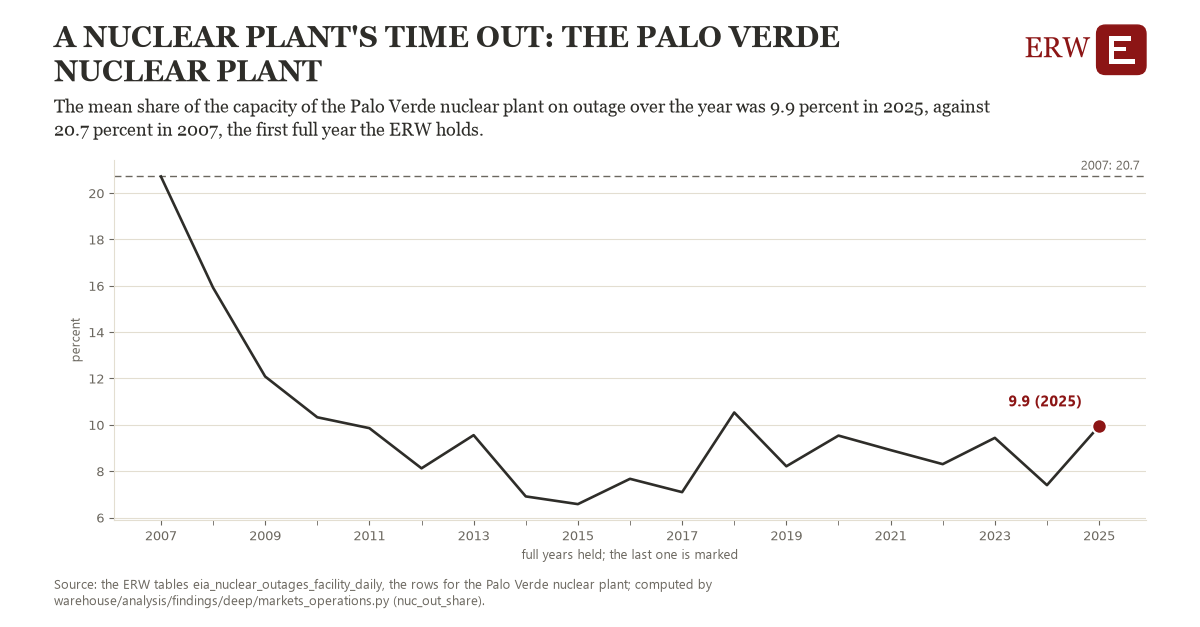 A NUCLEAR PLANT'S TIME OUT: THE PALO VERDE
NUCLEAR PLANT
ERW E
The mean share of the capacity of the Palo Verde nuclear plant on outage over the year was 9.9 percent in 2025, against
20.7 percent in 2007, the first full year the ERW holds.
2007: 20.7
20
18
16
14
12
10
8
6
percent
9.9 (2025)
2007 2009 2011 2013 2015 2017 2019 2021 2023 2025
full years held; the last one is marked
Source: the ERW tables eia_nuclear_outages_facility_daily, the rows for the Palo Verde nuclear plant; computed by
warehouse/analysis/findings/deep/markets_operations.py (nuc_out_share).